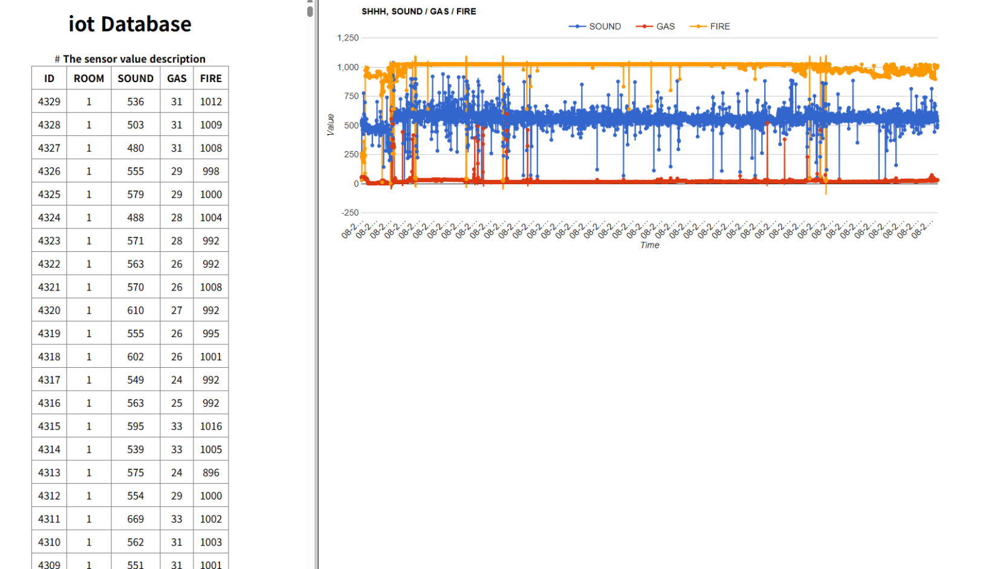 iot Database
# The sensor value description
ID ROOM SOUND GAS FIRE
4329 1 536 31 1012
4328 1 503 31 1009
4327 1 480 31 1008
4326 1 555 29 998
4325 1 579 29 1000
4324 1 488 28 1004
4323 1 571 28 992
4322 1 563 26 992
4321 1 570 26 1008
4320 1 610 27 992
4319 1 555 26 995
4318 1 602 26 1001
4317 1 549 24 992
4316 1 563 25 992
4315 1 595 33 1016
4314 1 539 33 1005
4313 1 575 24 896
4312 1 554 29 1000
4311 1 669 33 1002
4310 1 562 31 1003
4309 1 551 31 1001
SHHH, SOUND / GAS / FIRE
SOUND GAS FIRE
1,250
1,000
750
500
250
0
-250
Value
08-2... 08-2... 08-2... 08-2... 08-2... 08-2... 08-2... 08-2... 08-2... 08-2... 08-2... 08-2... 08-2... 08-2... 08-2... 08-2... 08-2... 08-2... 08-2... 08-2... 08-2... 08-2... 08-2... 08-2... 08-2... 08-2... 08-2... 08-2... 08-2... 08-2... 08-2... 08-2... 08-2... 08-2... 08-2... 08-2... 08-2... 08-2... 08-2... 08-2...
Time